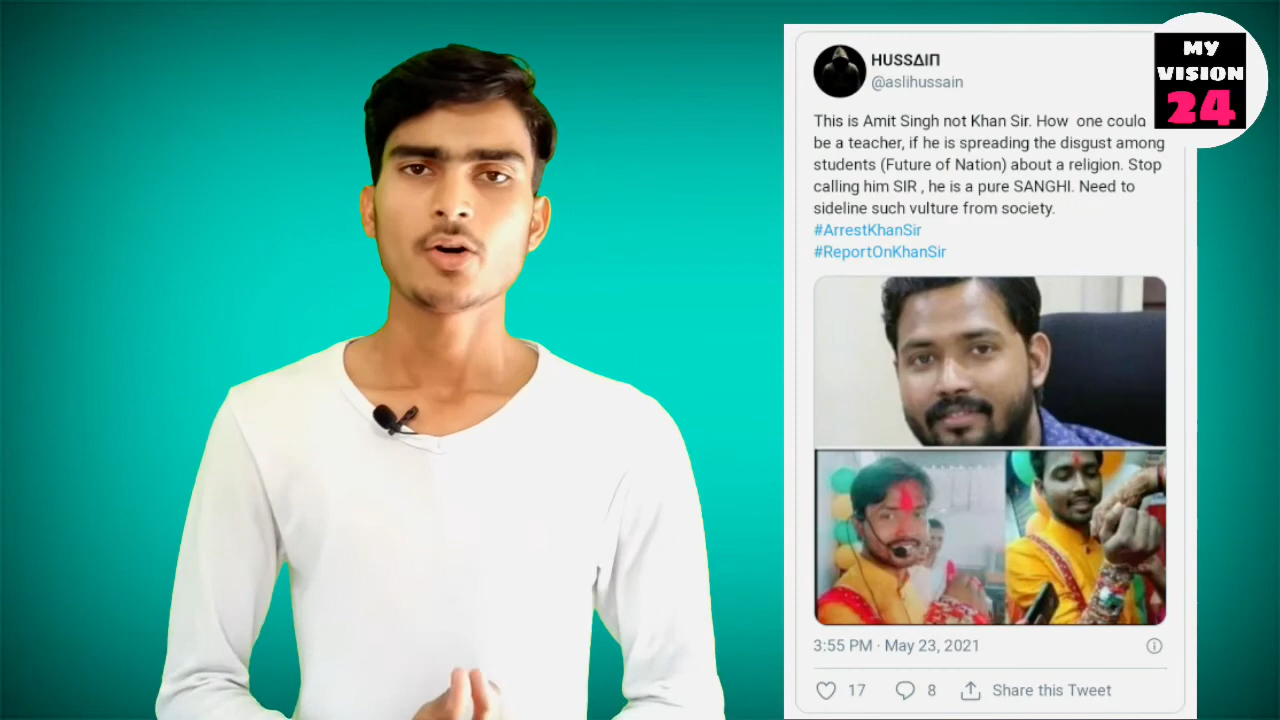 MY
VISION
24
HUSSΔIΠ
@aslihussain
This is Amit Singh not Khan Sir. How one could
be a teacher, if he is spreading the disgust among
students (Future of Nation) about a religion. Stop
calling him SIR , he is a pure SANGHI. Need to
sideline such vulture from society.
#ArrestKhanSir
#ReportOnKhanSir
3:55 PM · May 23, 2021
17
8
Share this Tweet